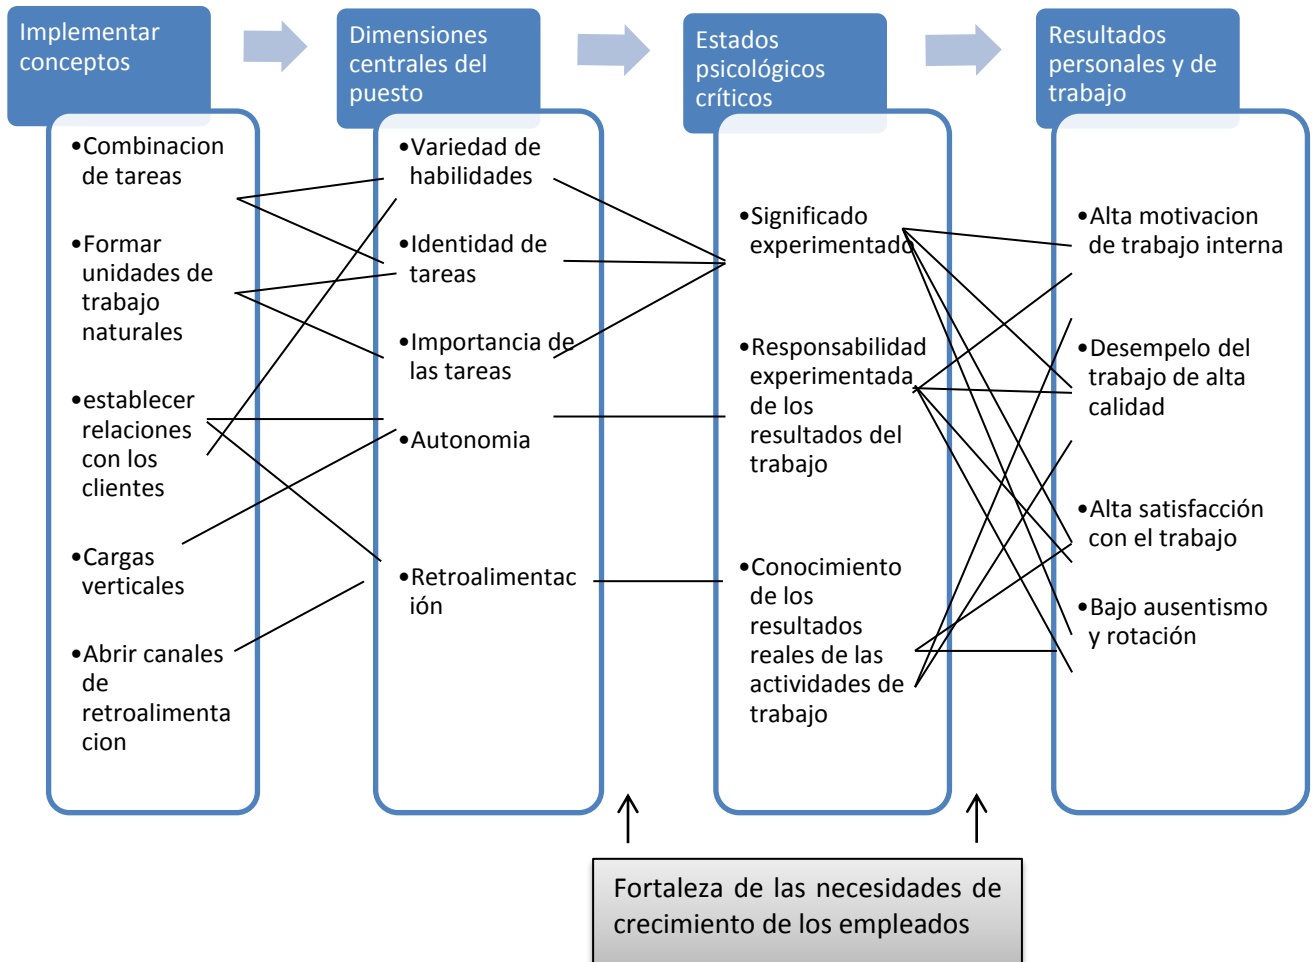 Implementar
conceptos
Dimensiones
centrales del
puesto
Estados
psicológicos
críticos
Resultados
personales y de
trabajo
•Combinacion
de tareas
•Formar
unidades de
trabajo
naturales
•establecer
relaciones
con los
clientes
•Cargas
verticales
•Abrir canales
de
retroalimenta
cion
•Variedad de
habilidades
•Identidad de
tareas
•Importancia de
las tareas
•Autonomia
•Retroalimentac
ión
•Significado
experimentado
•Responsabilidad
experimentada
de los
resultados del
trabajo
•Conocimiento
de los
resultados
reales de las
actividades de
trabajo
•Alta motivacion
de trabajo interna
•Desempelo del
trabajo de alta
calidad
•Alta satisfacción
con el trabajo
•Bajo ausentismo
y rotación
Fortaleza de las necesidades de
crecimiento de los empleados